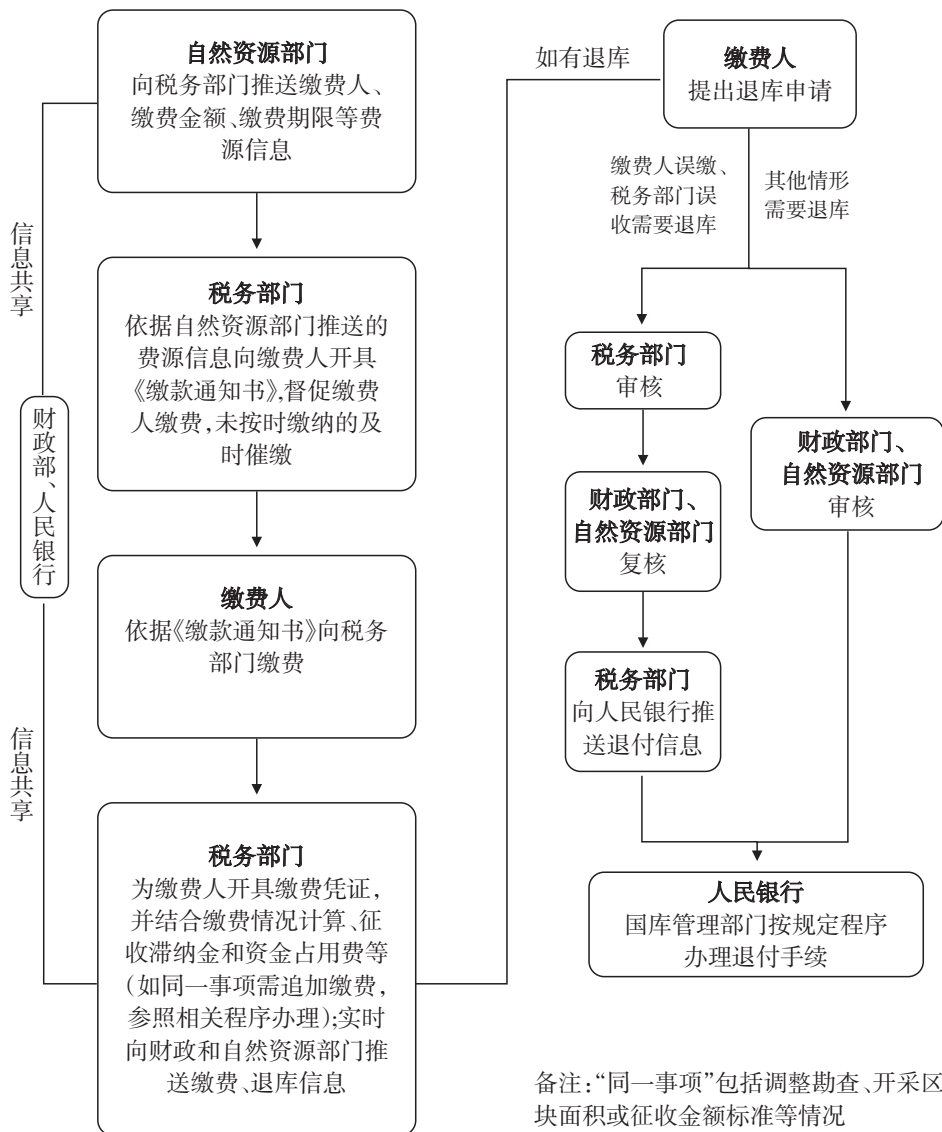 自然资源部门
向税务部门推送缴费人、
缴费金额、缴费期限等费
源信息
信息共享
税务部门
依据自然资源部门推送的
费源信息向缴费人开具
《缴款通知书》,督促缴费
人缴费,未按时缴纳的及
时催缴
财政部、人民银行
缴费人
依据《缴款通知书》向税务
部门缴费
信息共享
税务部门
为缴费人开具缴费凭证,
并结合缴费情况计算、征
收滞纳金和资金占用费等
(如同一事项需追加缴费,
参照相关程序办理);实时
向财政和自然资源部门推
送缴费、退库信息
如有退库
缴费人
提出退库申请
缴费人误缴、
税务部门误
收需要退库
其他情形
需要退库
税务部门
审核
财政部门、
自然资源部门
复核
税务部门
向人民银行推
送退付信息
财政部门、
自然资源部门
审核
人民银行
国库管理部门按规定程序
办理退付手续
备注:“同一事项”包括调整勘查、开采区
块面积或征收金额标准等情况